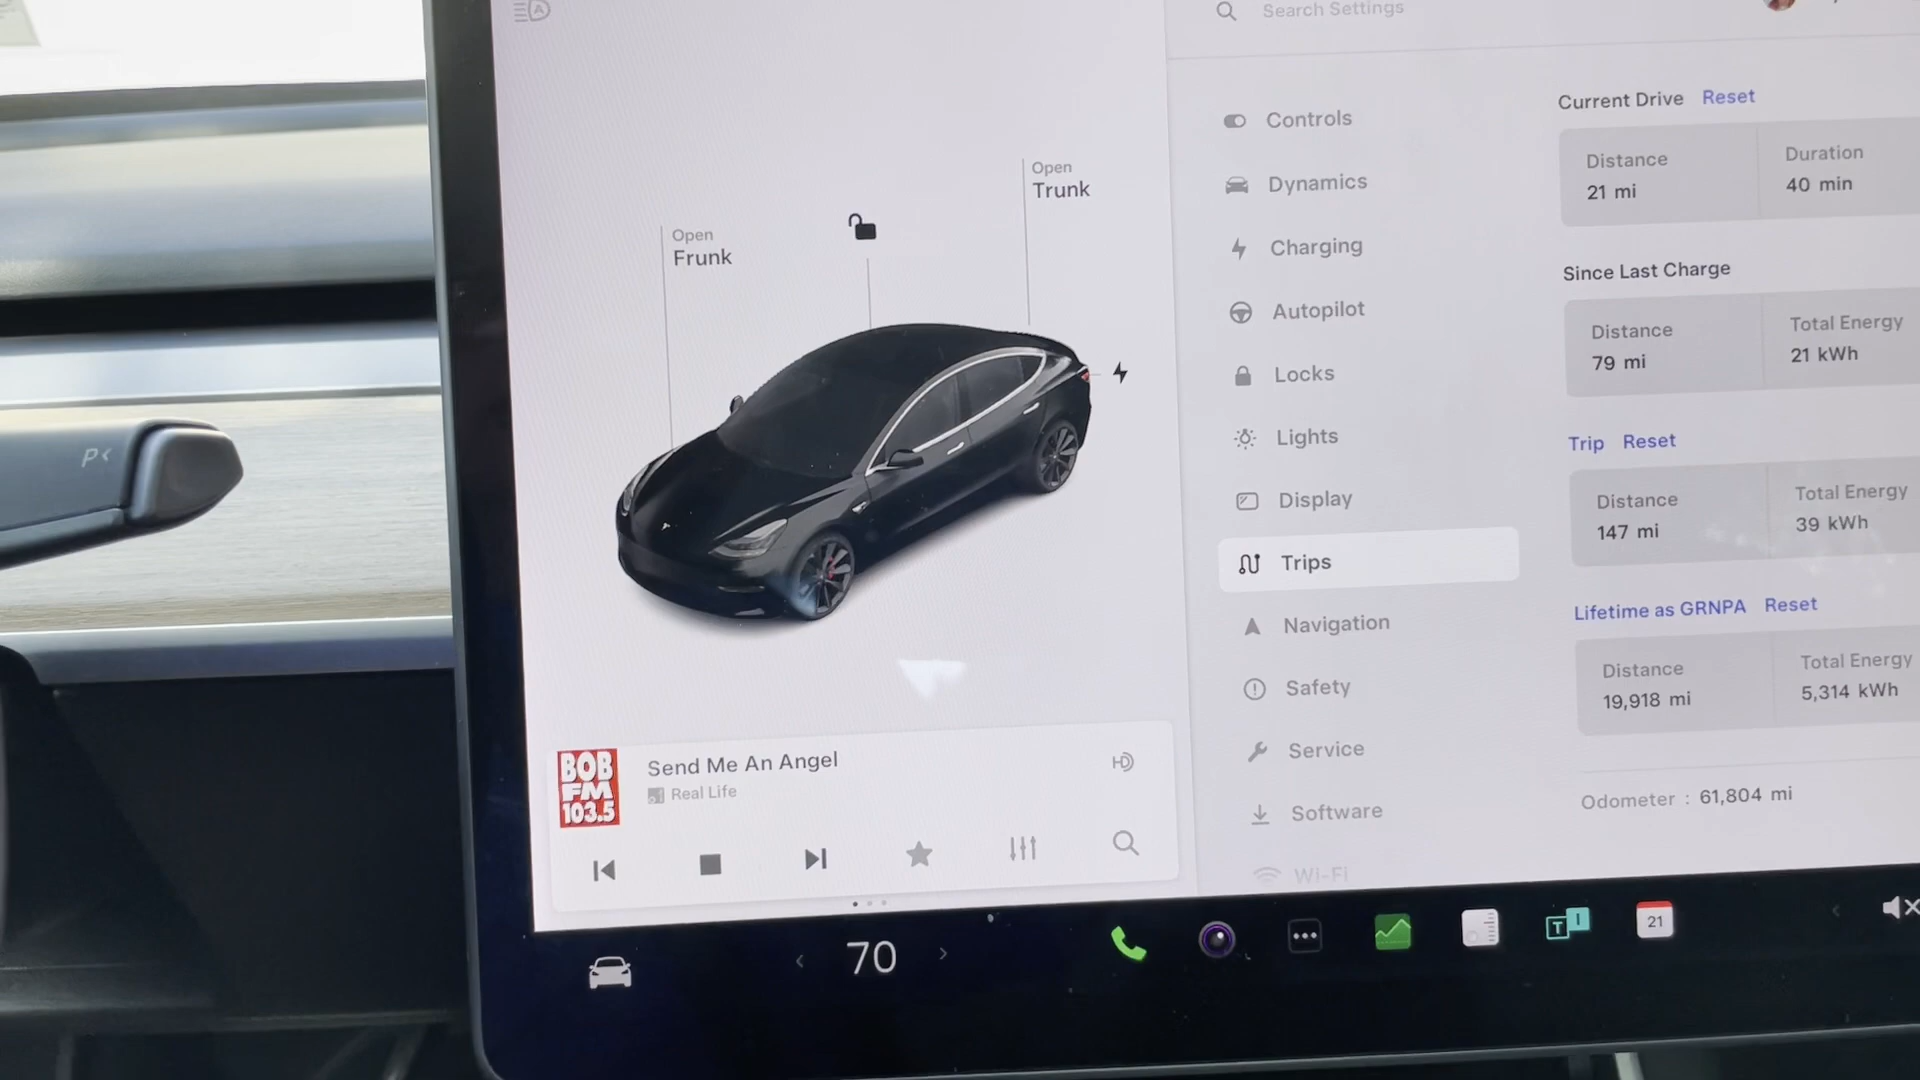 A
Search Settings
Open
Trunk
Open
Frunk
P<
Controls
Dynamics
Charging
Autopilot
Locks
Lights
Display
Trips
Navigation
Safety
Service
Software
Wi-Fi
Current Drive Reset
Distance Duration
21 mi 40 min
Since Last Charge
Distance Total Energy
79 mi 21 kWh
Trip Reset
Distance Total Energy
147 mi 39 kWh
Lifetime as GRNPA Reset
Distance Total Energy
19,918 mi 5,314 kWh
Odometer : 61,804 mi
BOB
FM
103.5
Send Me An Angel
Real Life
HD
70
T I
21